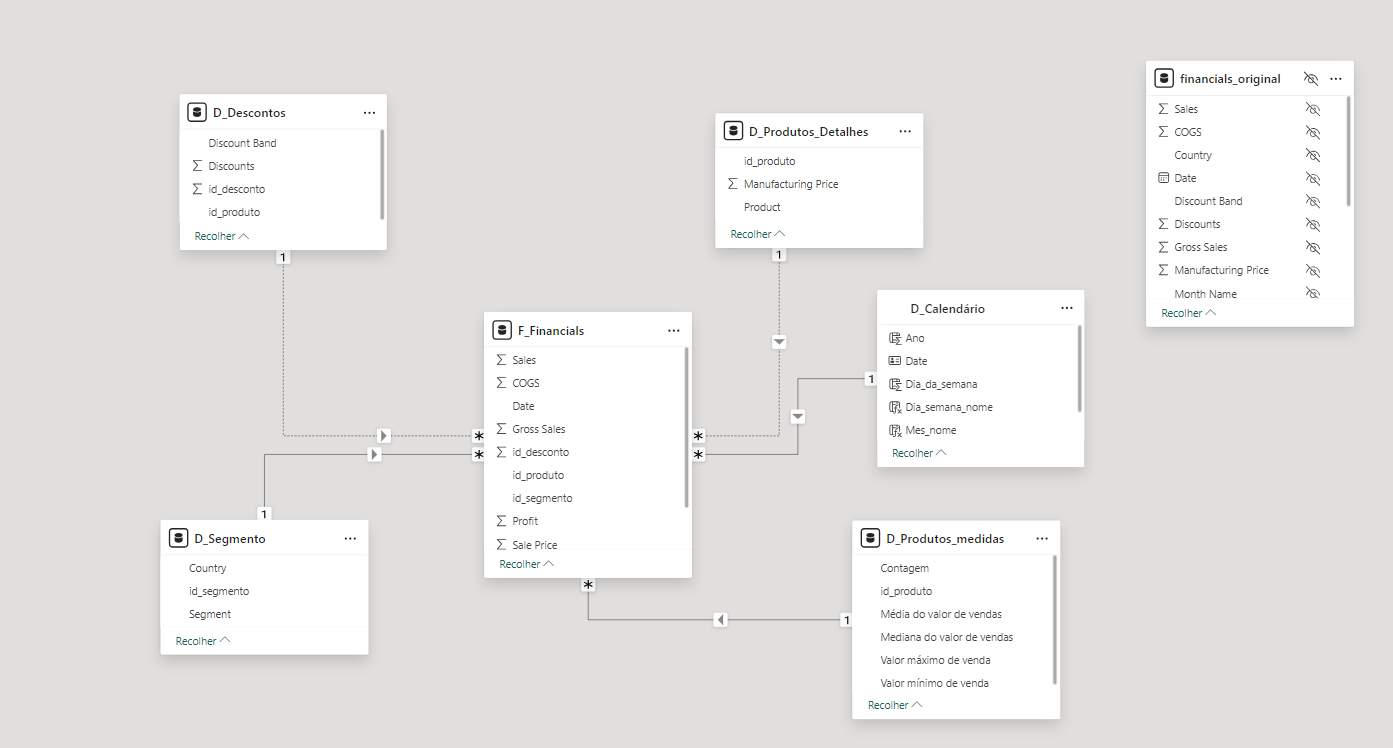 D_Descontos
Discount Band
Discounts
id_desconto
id_produto
Recolher
1
D_Produtos_Detalhes
id_produto
Manufacturing Price
Product
Recolher
1
financials_original
Sales
COGS
Country
Date
Discount Band
Discounts
Gross Sales
Manufacturing Price
Month Name
Recolher
F_Financials
Sales
COGS
Date
Gross Sales
id_desconto
id_produto
id_segmento
Profit
Sale Price
Recolher
*
*
*
*
*
D_Calendário
Ano
Date
Dia_da_semana
Dia_semana_nome
Mes_nome
Recolher
1
1
D_Segmento
Country
id_segmento
Segment
Recolher
D_Produtos_medidas
Contagem
id_produto
Média do valor de vendas
Mediana do valor de vendas
Valor máximo de venda
Valor mínimo de venda
Recolher
1